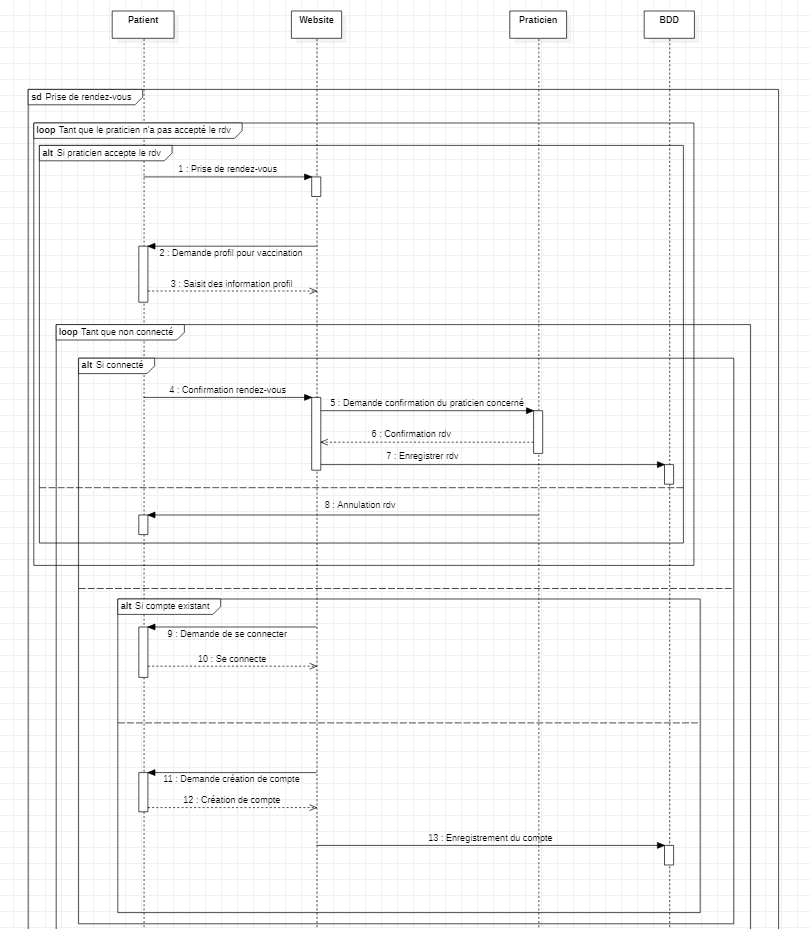 Patient
Website
Praticien
BDD
sd Prise de rendez-vous
loop Tant que le praticien n'a pas accepté le rdv
alt Si praticien accepte le rdv
1 : Prise de rendez-vous
2 : Demande profil pour vaccination
3 : Saisit des information profil
loop Tant que non connecté
alt Si connecté
4 : Confirmation rendez-vous
5 : Demande confirmation du praticien concerné
6 : Confirmation rdv
7 : Enregistrer rdv
8 : Annulation rdv
alt Si compte existant
9 : Demande de se connecter
10 : Se connecte
11 : Demande création de compte
12 : Création de compte
13 : Enregistrement du compte